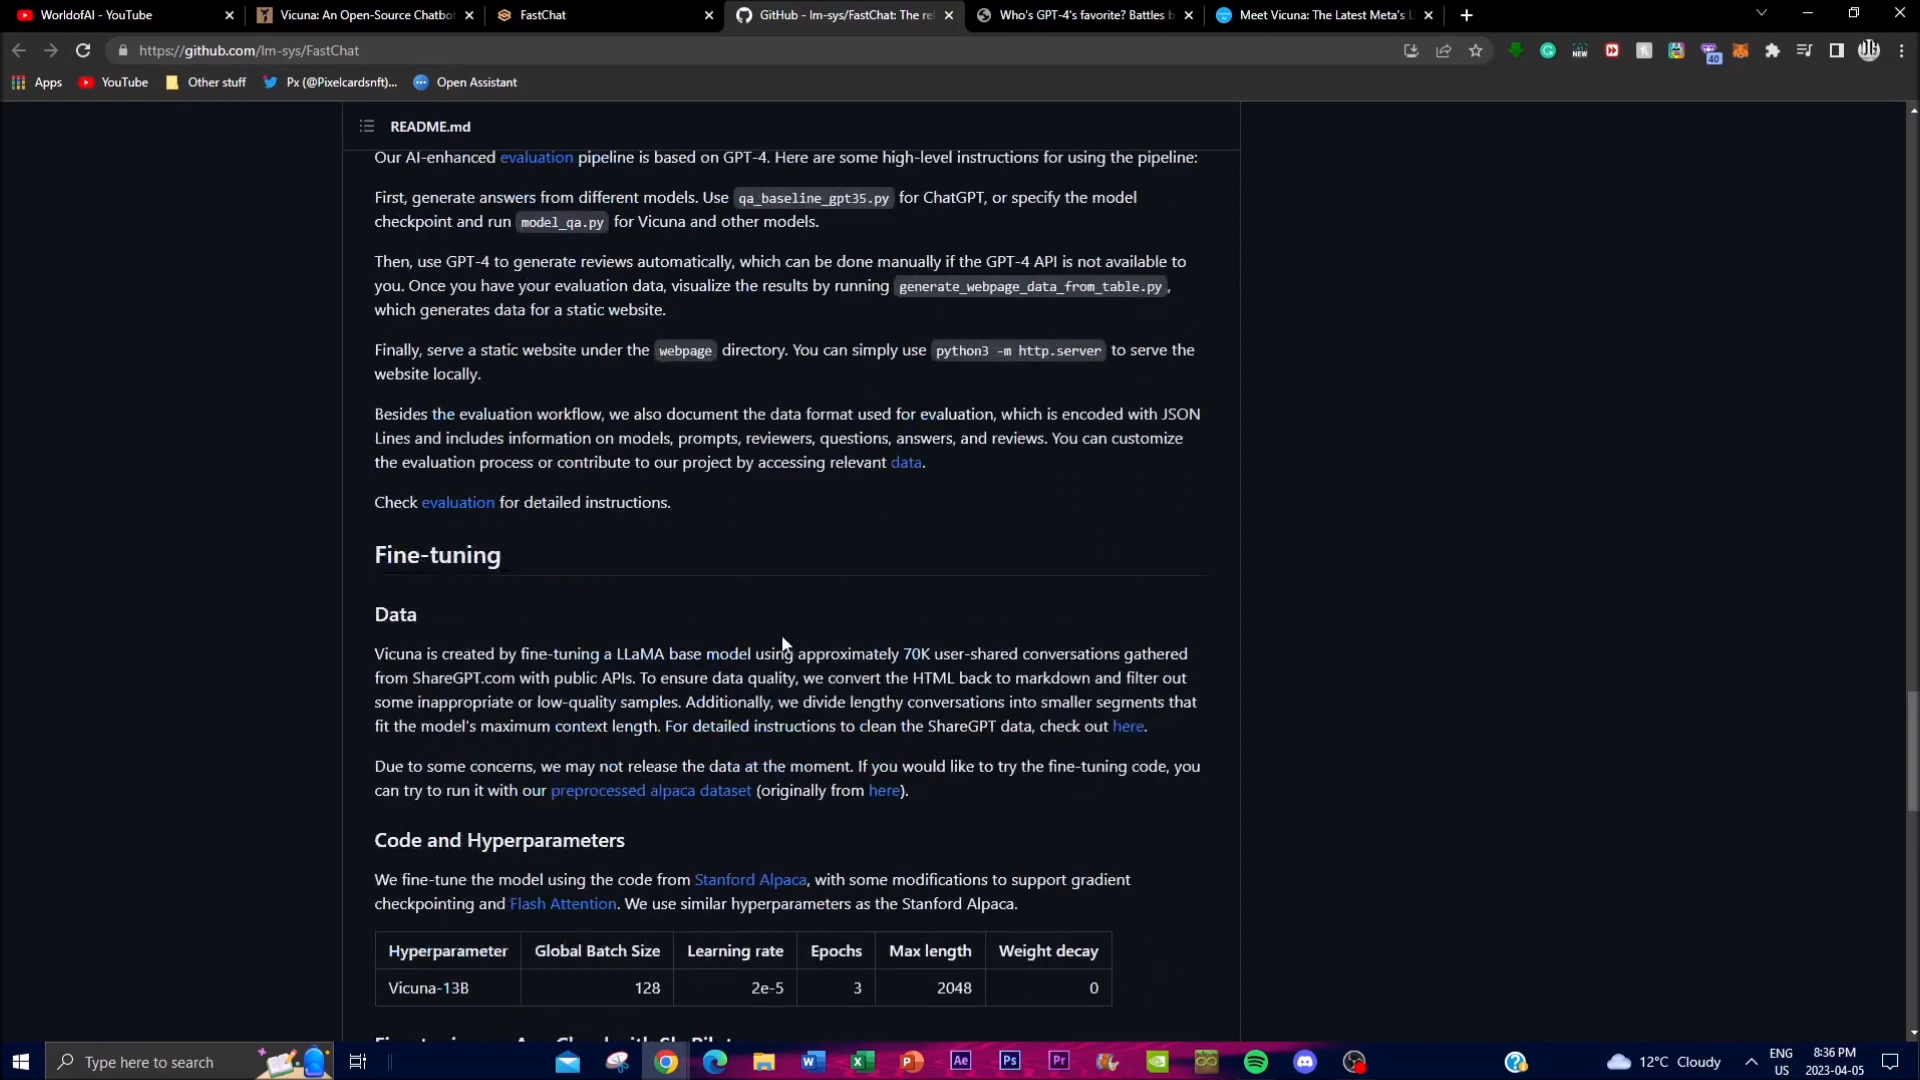 WorldofAI - YouTube
Vicuna: An Open-Source Chatbot
FastChat
GitHub - lm-sys/FastChat: The rel
Who's GPT-4's favorite? Battles b
Meet Vicuna: The Latest Meta's L
https://github.com/lm-sys/FastChat
NEW
40
Apps
YouTube
Other stuff
Px (@Pixelcardsnft)...
Open Assistant
README.md
Our AI-enhanced evaluation pipeline is based on GPT-4. Here are some high-level instructions for using the pipeline:
First, generate answers from different models. Use qa_baseline_gpt35.py for ChatGPT, or specify the model
checkpoint and run model_qa.py for Vicuna and other models.
Then, use GPT-4 to generate reviews automatically, which can be done manually if the GPT-4 API is not available to
you. Once you have your evaluation data, visualize the results by running generate_webpage_data_from_table.py,
which generates data for a static website.
Finally, serve a static website under the webpage directory. You can simply use python3 -m http.server to serve the
website locally.
Besides the evaluation workflow, we also document the data format used for evaluation, which is encoded with JSON
Lines and includes information on models, prompts, reviewers, questions, answers, and reviews. You can customize
the evaluation process or contribute to our project by accessing relevant data.
Check evaluation for detailed instructions.
Fine-tuning
Data
Vicuna is created by fine-tuning a LLaMA base model using approximately 70K user-shared conversations gathered
from ShareGPT.com with public APIs. To ensure data quality, we convert the HTML back to markdown and filter out
some inappropriate or low-quality samples. Additionally, we divide lengthy conversations into smaller segments that
fit the model's maximum context length. For detailed instructions to clean the ShareGPT data, check out here.
Due to some concerns, we may not release the data at the moment. If you would like to try the fine-tuning code, you
can try to run it with our preprocessed alpaca dataset (originally from here).
Code and Hyperparameters
We fine-tune the model using the code from Stanford Alpaca, with some modifications to support gradient
checkpointing and Flash Attention. We use similar hyperparameters as the Stanford Alpaca.
Hyperparameter Global Batch Size Learning rate Epochs Max length Weight decay
Vicuna-13B 128 2e-5 3 2048 0
Type here to search
Ae
Ps
Pr
12°C Cloudy
ENG
US
8:36 PM
2023-04-05